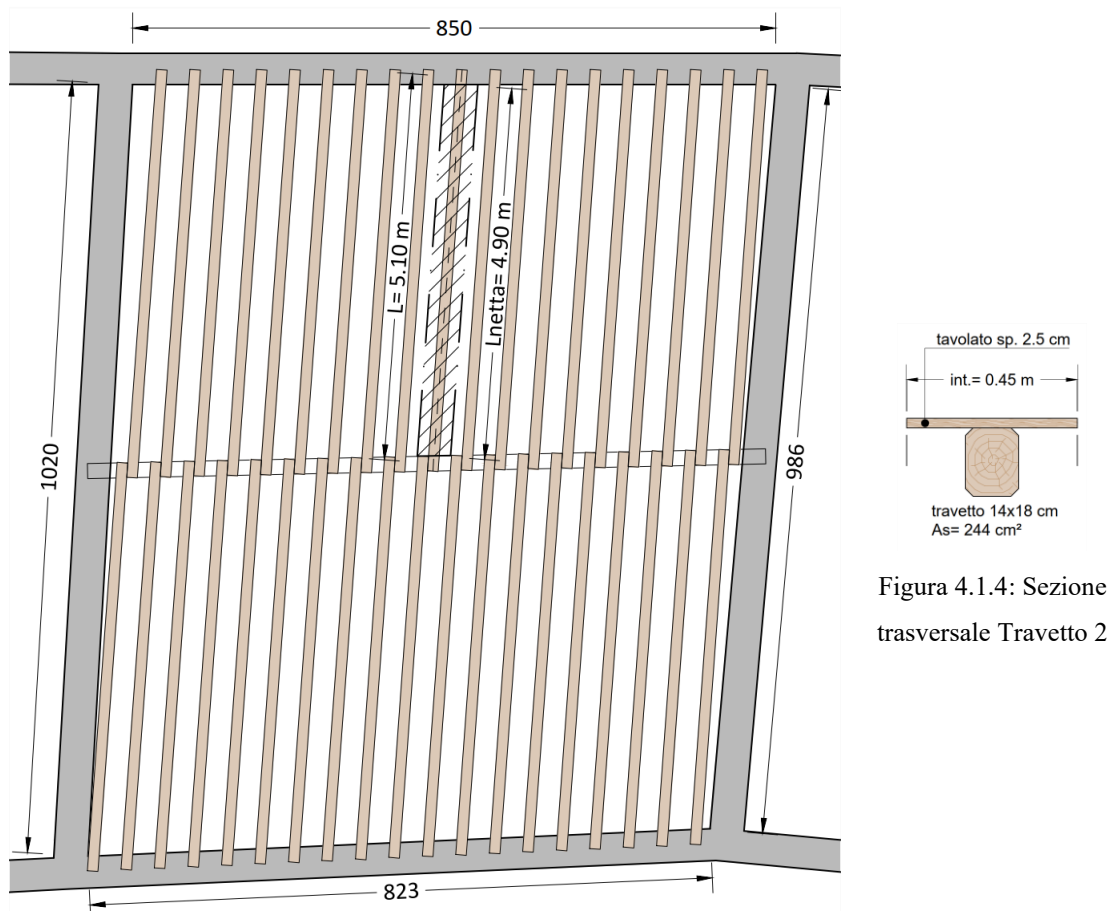 850
L= 5.10 m
Lnetta= 4.90 m
1020
986
823
tavolato sp. 2.5 cm
int.= 0.45 m
travetto 14x18 cm
As= 244 cm²
Figura 4.1.4: Sezione
trasversale Travetto 2